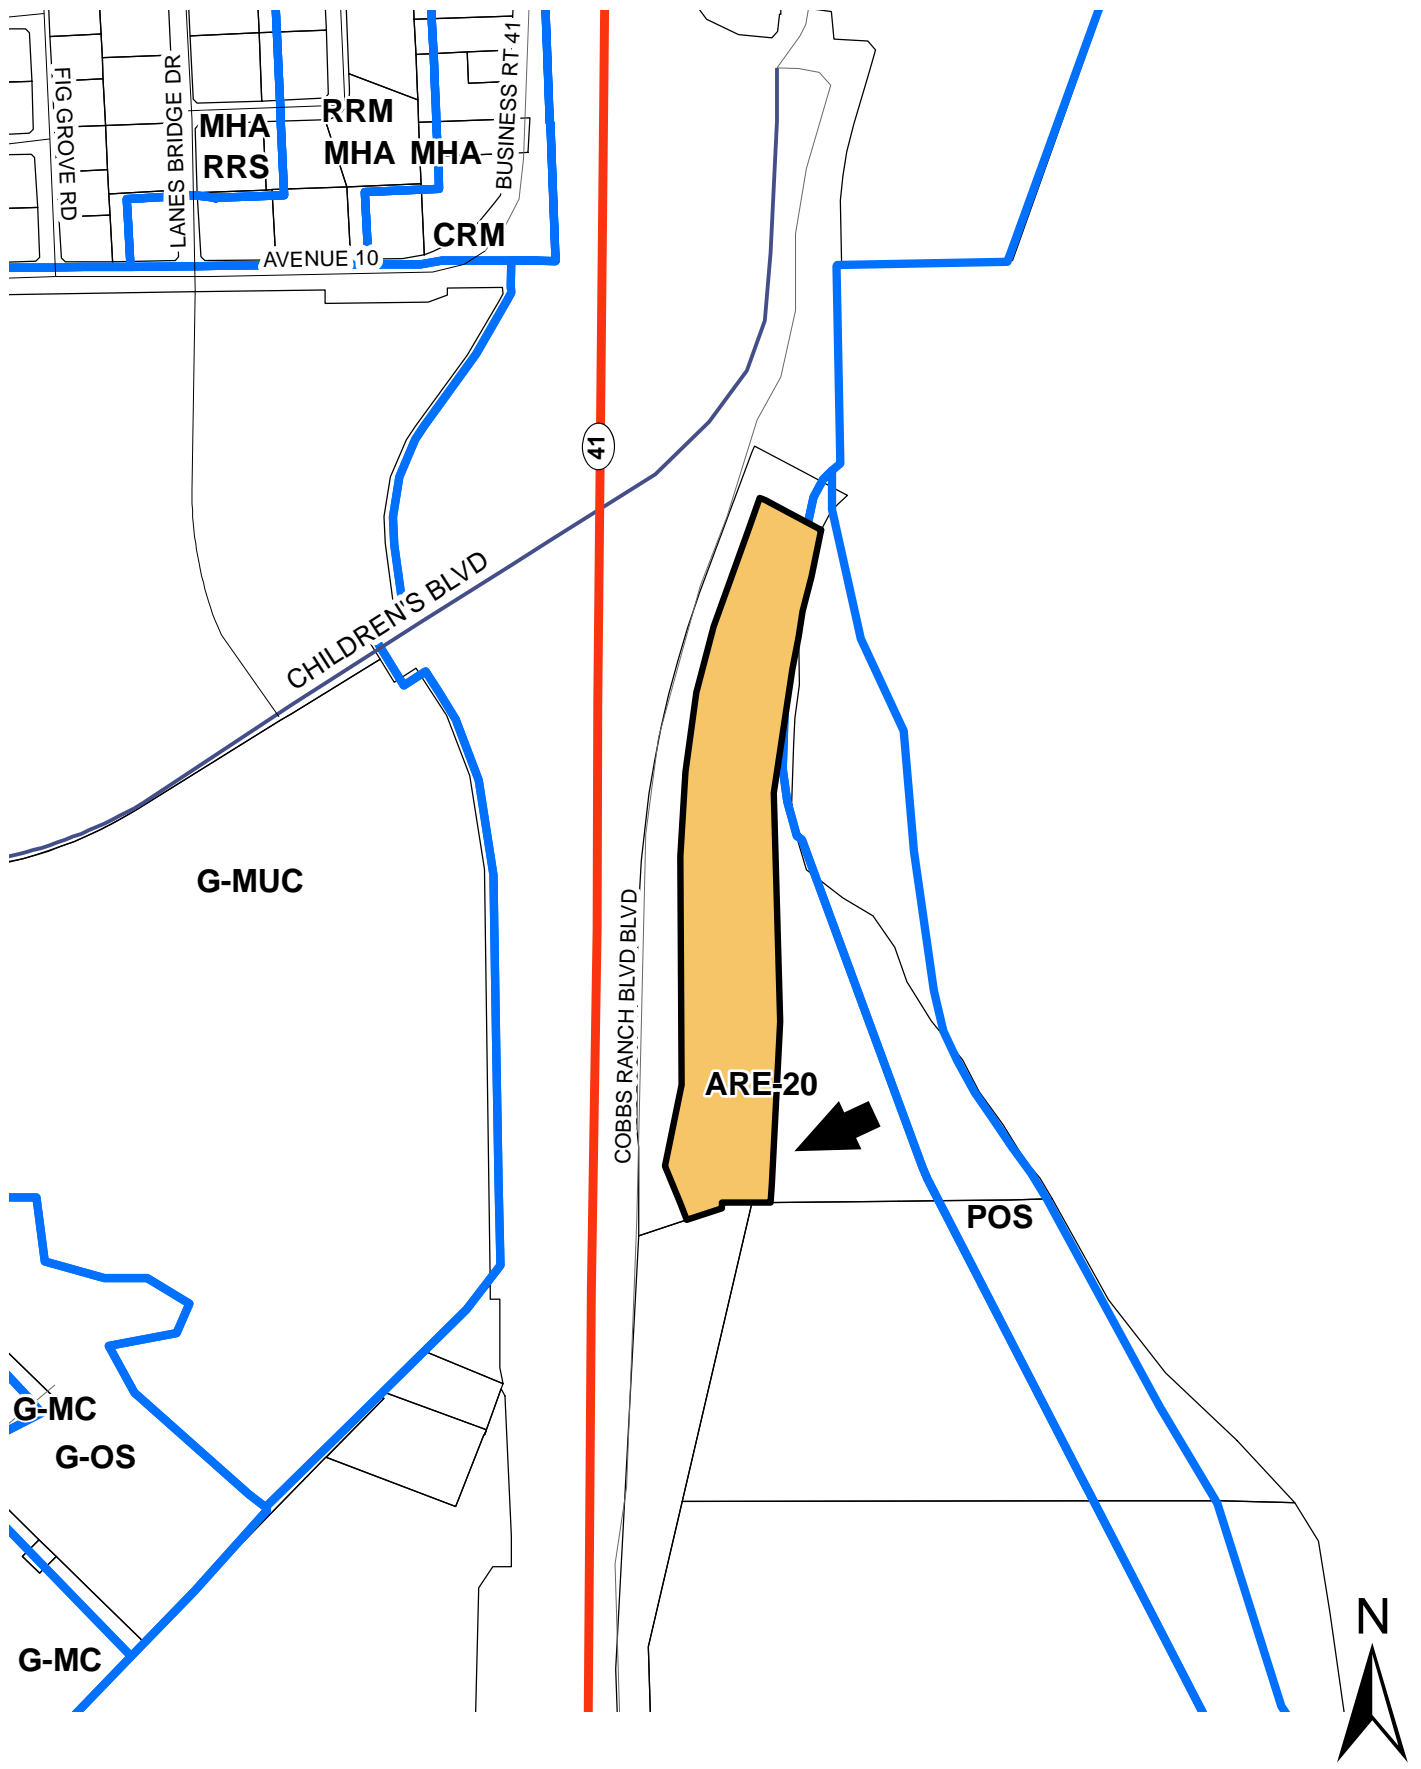 FIG GROVE RD
LANES BRIDGE DR
BUSINESS RT 41
MHA
RRS
RRM
MHA
MHA
CRM
AVENUE 10
41
CHILDREN'S BLVD
G-MUC
COBBS RANCH BLVD BLVD
ARE-20
POS
G-MC
G-OS
G-MC
N